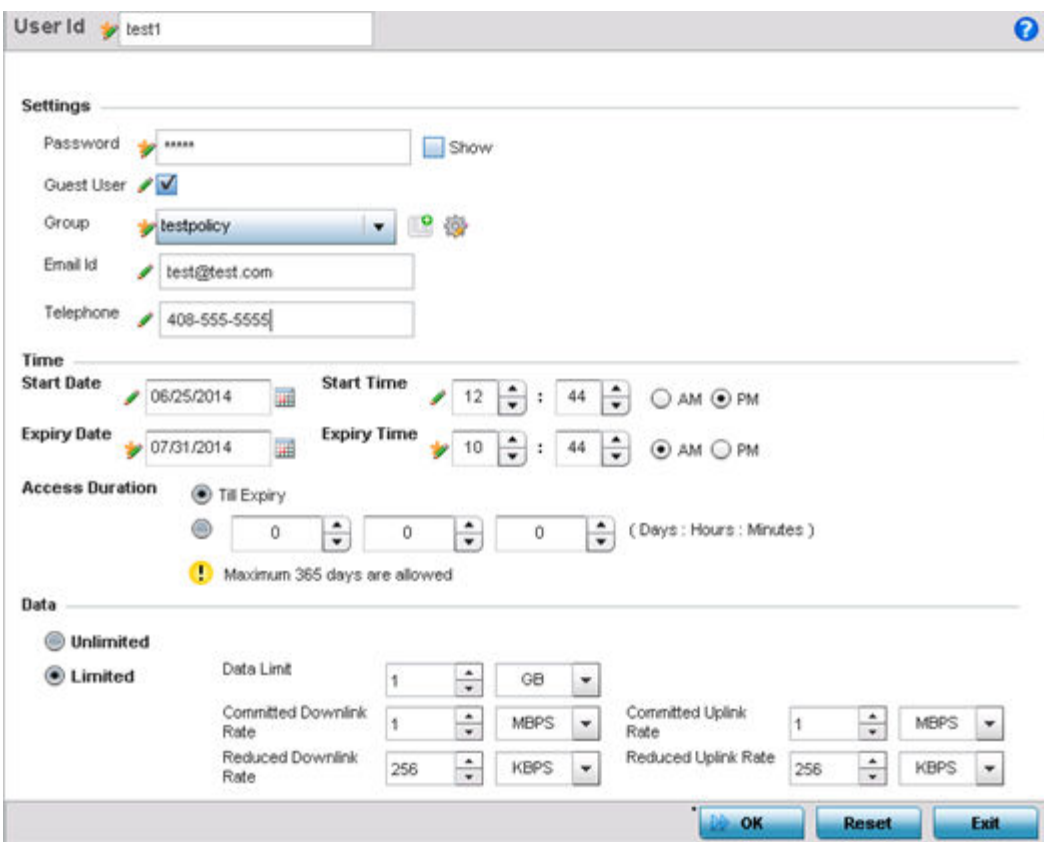 User Id test1 ?
Settings
Password ***** Show
Guest User
Group testpolicy
Email Id test@test.com
Telephone 408-555-5555
Time
Start Date 06/25/2014 Start Time 12 : 44 AM PM
Expiry Date 07/31/2014 Expiry Time 10 : 44 AM PM
Access Duration Till Expiry
0 0 0 ( Days : Hours : Minutes )
! Maximum 365 days are allowed
Data
Unlimited
Limited Data Limit 1 GB
Committed Downlink Rate 1 MBPS Committed Uplink Rate 1 MBPS
Reduced Downlink Rate 256 KBPS Reduced Uplink Rate 256 KBPS
OK Reset Exit